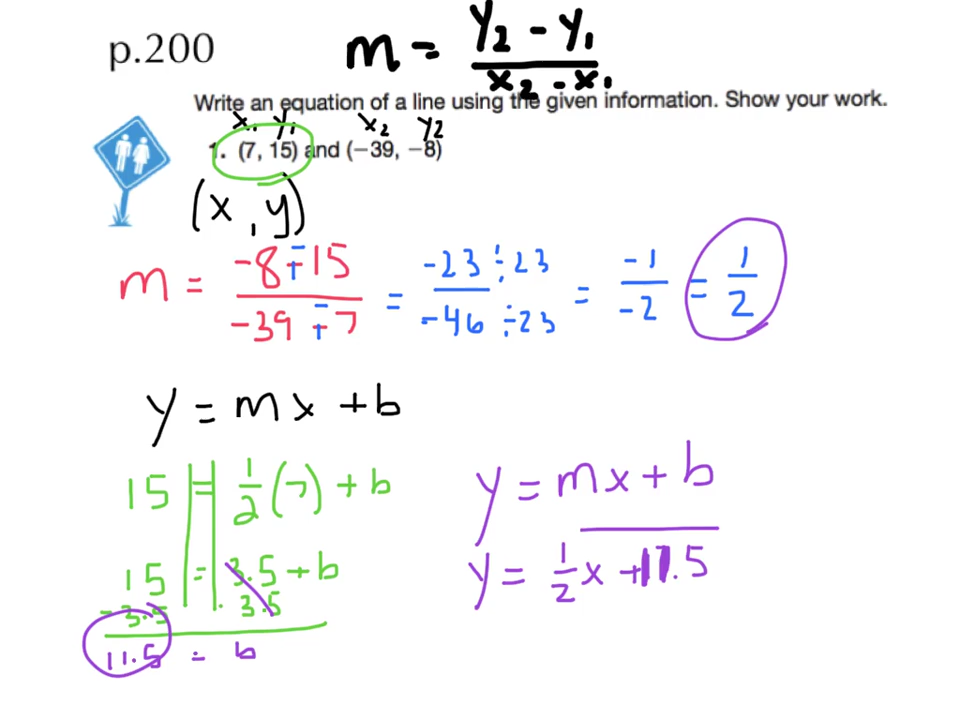 p.200
m = y2 - y1 / x2 - x1
Write an equation of a line using the given information. Show your work.
x1 y1 x2 y2
1. (7, 15) and (−39, −8)
(x, y)
m = -8 - 15 / -39 - 7 = -23 ÷ 23 / -46 ÷ 23 = -1 / -2 = 1 / 2
y = mx + b
15 = 1/2 (7) + b
y = mx + b
15 = 3.5 + b
y = 1/2 x + 11.5
- 3.5 - 3.5
11.5 = b